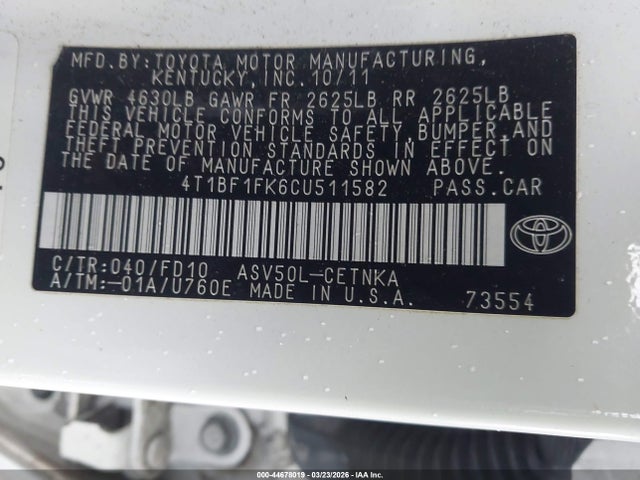 MFD. BY: TOYOTA MOTOR MANUFACTURING,
KENTUCKY, INC. 10/11
GVWR 4630LB GAWR FR 2625LB RR 2625LB
THIS VEHICLE CONFORMS TO ALL APPLICABLE
FEDERAL MOTOR VEHICLE SAFETY, BUMPER, AND
THEFT PREVENTION STANDARDS IN EFFECT ON
THE DATE OF MANUFACTURE SHOWN ABOVE.
4T1BF1FK6CU511582 PASS. CAR
C/TR: 040/FD10 ASV50L-CETNKA
A/TM: -01A/U760E MADE IN U.S.A. 73554
000-44678019 - 03/23/2026 - IAAI.CA